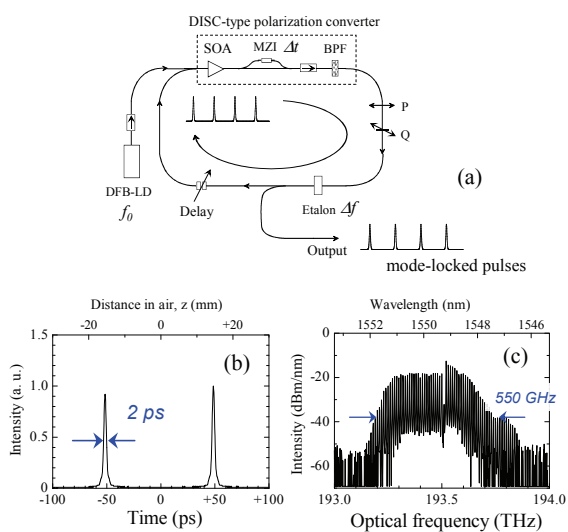 DISC-type polarization converter
SOA
MZI Δt
BPF
P
Q
DFB-LD
f0
Delay
Etalon Δf
(a)
Output
mode-locked pulses
Distance in air, z (mm)
-20 0 +20
1.5
1.0
0.5
0
Intensity (a. u.)
(b)
2 ps
-100 -50 0 +50 +100
Time (ps)
Wavelength (nm)
1552 1550 1548 1546
-20
-40
-60
Intensity (dBm/nm)
(c)
550 GHz
193.0 193.5 194.0
THz
Optical frequency (THz)